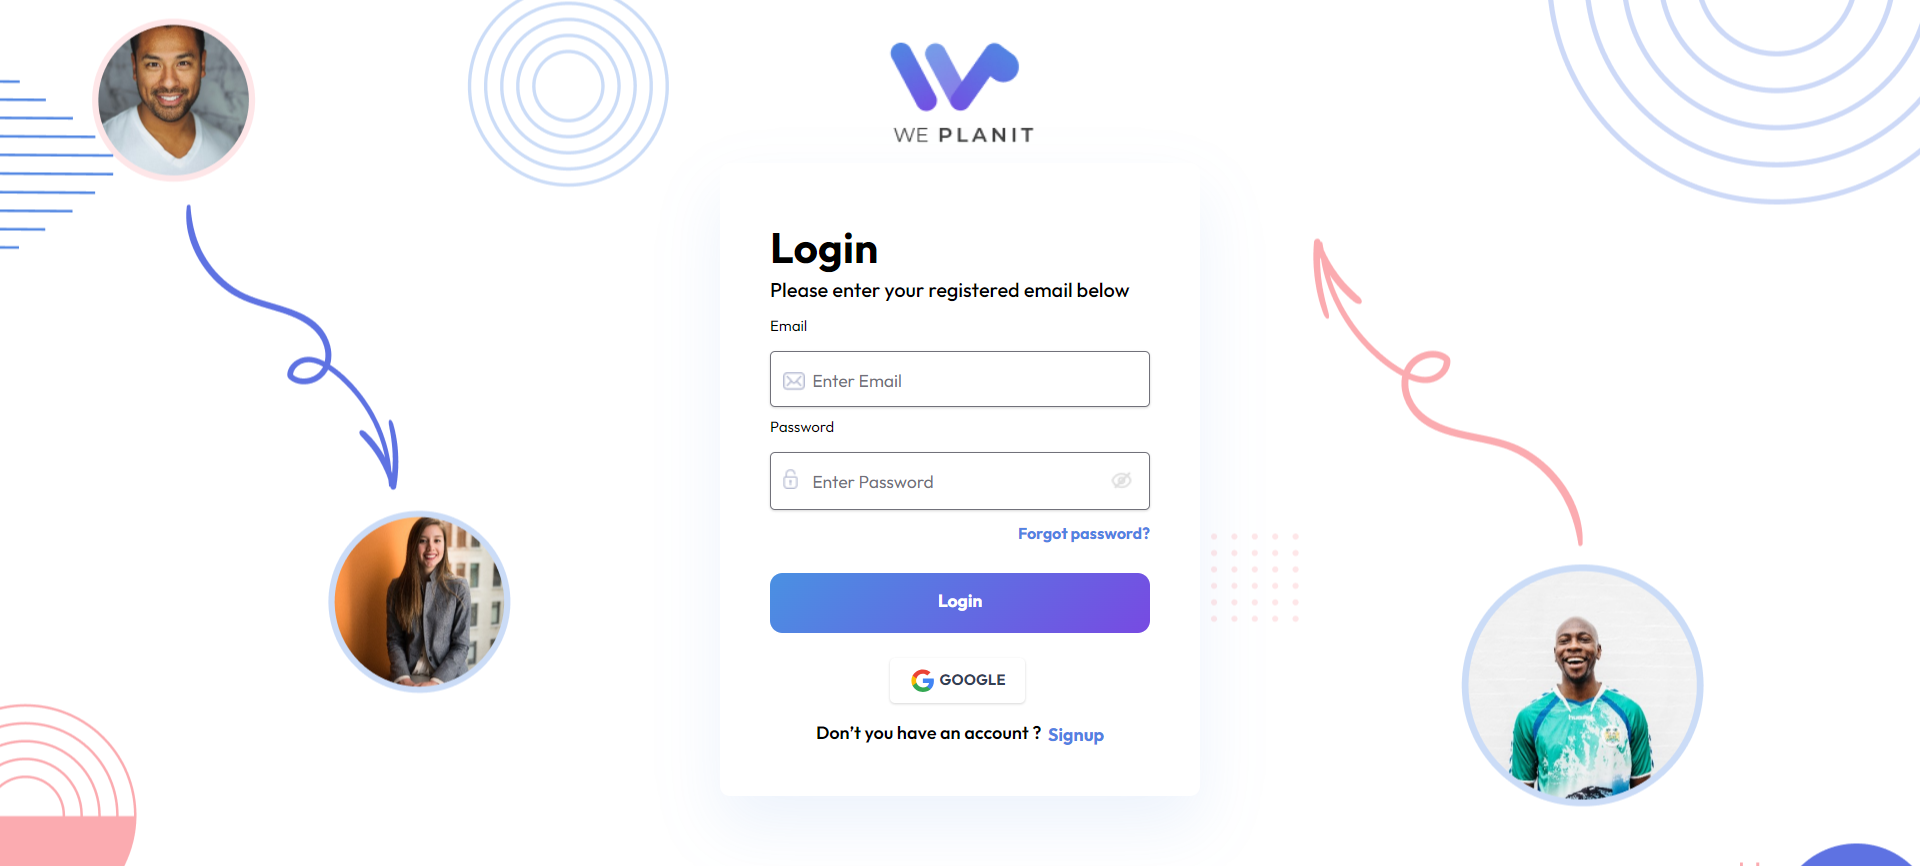 WE PLANIT
Login
Please enter your registered email below
Email
Enter Email
Password
Enter Password
Forgot password?
Login
GOOGLE
Don't you have an account ? Signup